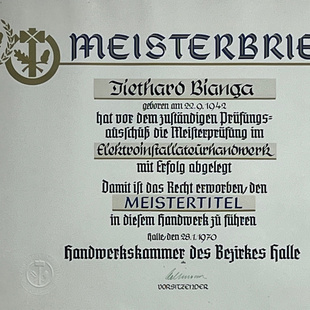 MEISTERBRIE
Diethard Bianga
geboren am 22.9.1942
hat vor dem zuständigen Prüfungs=
ausschuß die Meisterprüfung im
Elektroinstallateurhandwerk
mit Erfolg abgelegt
Damit ist das Recht erworben, den
MEISTERTITEL
in diesem Handwerk zu führen
Halle, den 28.1.1970
Handwerkskammer des Bezirkes Halle
VORSITZENDER